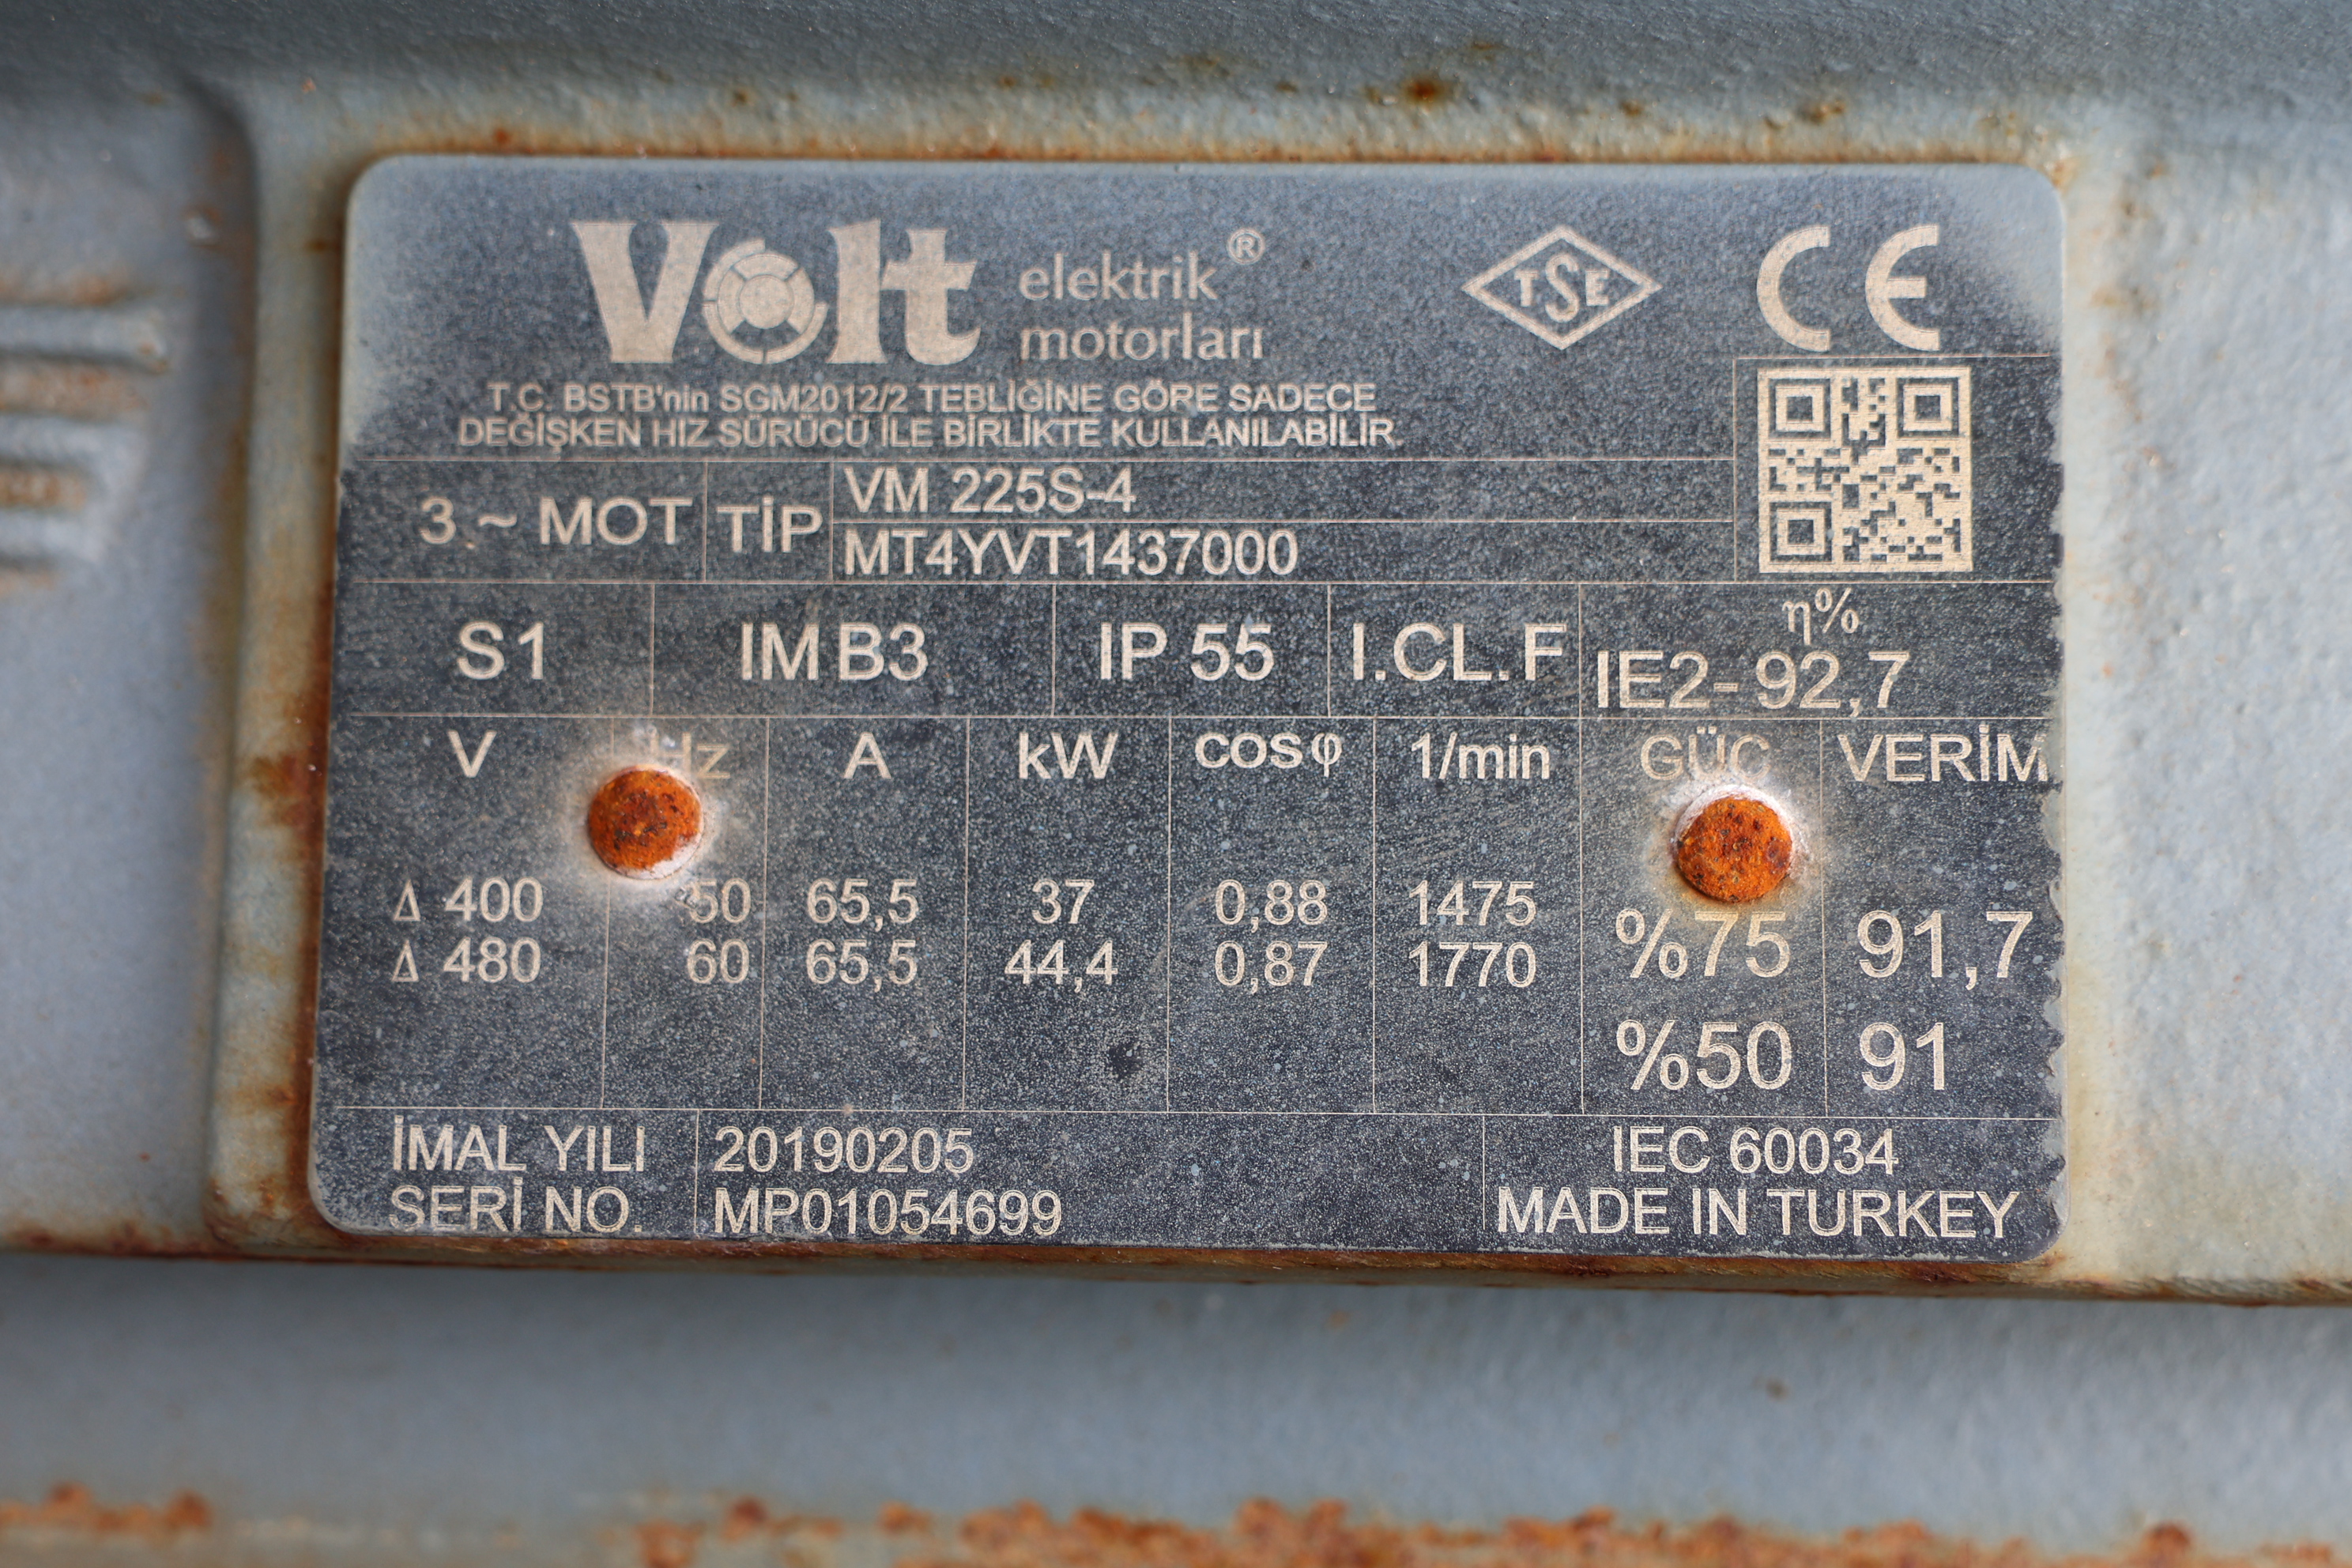 Volt elektrik motorları ®
TSE CE
T.C. BSTB'nin SGM2012/2 TEBLİĞİNE GÖRE SADECE
DEĞİŞKEN HIZ SÜRÜCÜ İLE BİRLİKTE KULLANILABİLİR.
3 ~ MOT TİP VM 225S-4
MT4YVT1437000
S1 IM B3 IP 55 I.CL.F η% IE2-92,7
V Hz A kW cosφ 1/min GÜÇ VERİM
Δ 400 50 65,5 37 0,88 1475
Δ 480 60 65,5 44,4 0,87 1770
%75 91,7
%50 91
İMAL YILI 20190205
SERİ NO. MP01054699
IEC 60034
MADE IN TURKEY